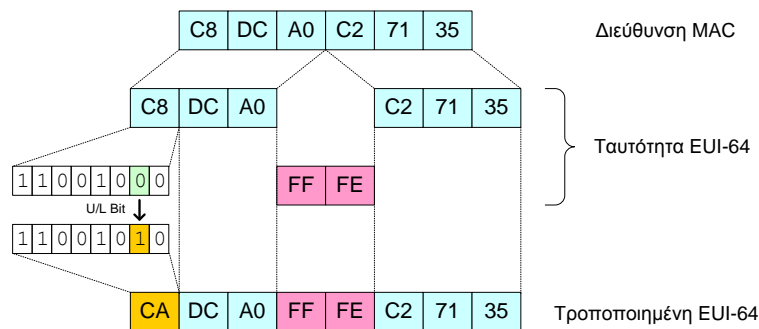 C8 DC A0 C2 71 35 Διεύθυνση MAC
C8 DC A0 C2 71 35
Ταυτότητα EUI-64
1 1 0 0 1 0 0 0 FF FE
U/L Bit
1 1 0 0 1 0 1 0
CA DC A0 FF FE C2 71 35 Τροποποιημένη EUI-64